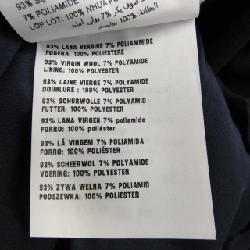 7% POLIAMIDE
93% LANA VERGINE 7% POLIAMIDE
FODERA: 100% POLIESTERE
93% VIRGIN WOOL 7% POLYAMIDE
LINING: 100% POLYESTER
93% LAINE VIERGE 7% POLYAMIDE
DOUBLURE : 100% POLYESTER
93% SCHURWOLLE 7% POLYAMID
FUTTER: 100% POLYESTER
93% LANA VIRGEN 7% poliamida
FORRO: 100% poliéster
93% LÃ VIRGEM 7% POLIAMIDA
FORRO: 100% POLIÉSTER
93% SCHEERWOL 7% POLYAMIDE
VOERING: 100% POLYESTER
93% ŻYWA WEŁNA 7% POLIAMID
PODSZEWKA: 100% POLIESTER